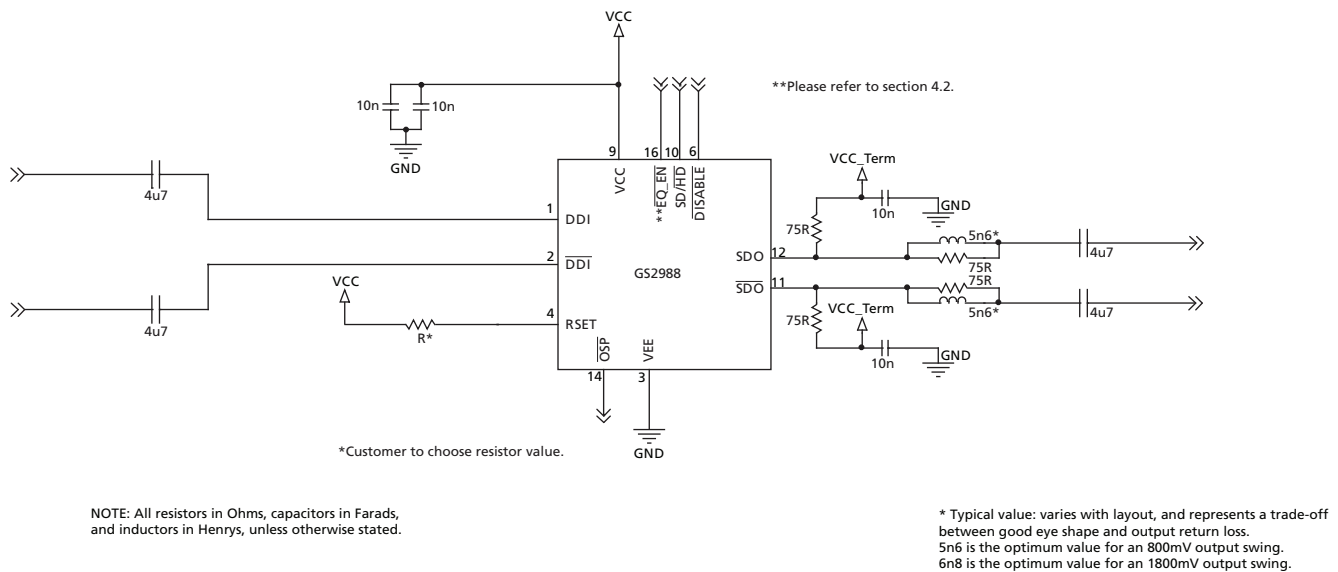 VCC
**Please refer to section 4.2.
10n
10n
GND
9
16
10
6
VCC
**EQ_EN
SD/HD
DISABLE
VCC_Term
10n
GND
4u7
75R
1
DDI
5n6*
SDO
12
75R
4u7
2
DDI
GS2988
VCC
SDO
11
75R
5n6*
4u7
4u7
75R
VCC_Term
4
RSET
R*
OSP
VEE
GND
10n
14
3
*Customer to choose resistor value.
GND
NOTE: All resistors in Ohms, capacitors in Farads,
and inductors in Henrys, unless otherwise stated.
* Typical value: varies with layout, and represents a trade-off
between good eye shape and output return loss.
5n6 is the optimum value for an 800mV output swing.
6n8 is the optimum value for an 1800mV output swing.